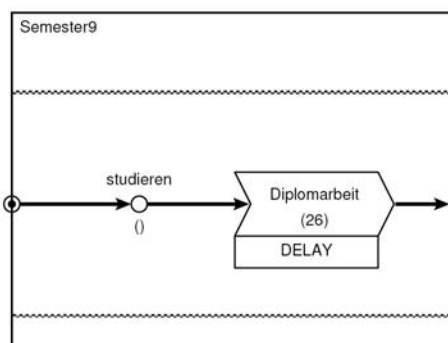 Semester9
studieren
()
Diplomarbeit
(26)
DELAY